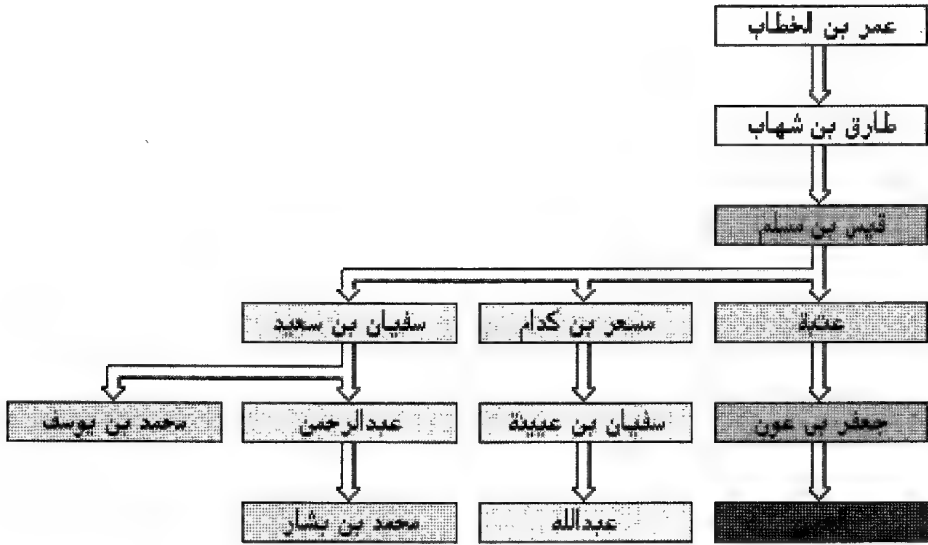 عمر بن الخطاب
طارق بن شهاب
قيس بن مسلم
عتبة
مسعر بن كدام
سفيان بن سعيد
جعفر بن عون
سفيان بن عيينة
عبدالرحمن
محمد بن يوسف
عبدالله
محمد بن بشار